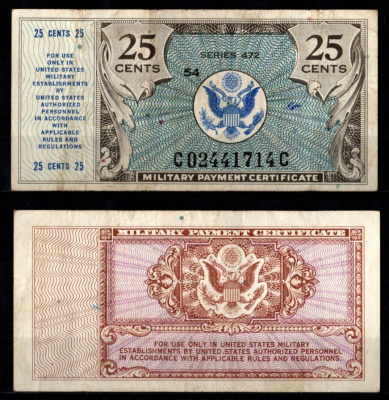 25 CENTS 25
FOR USE
ONLY IN
UNITED STATES
MILITARY
ESTABLISHMENTS
BY UNITED STATES
AUTHORIZED
PERSONNEL
IN ACCORDANCE
WITH
APPLICABLE
RULES AND
REGULATIONS
25 CENTS 25
25
CENTS
SERIES 472
54
25
CENTS
C02441714C
MILITARY PAYMENT CERTIFICATE
MILITARY PAYMENT CERTIFICATE
FOR USE ONLY IN UNITED STATES MILITARY
ESTABLISHMENTS BY UNITED STATES AUTHORIZED PERSONNEL
IN ACCORDANCE WITH APPLICABLE RULES AND REGULATIONS.